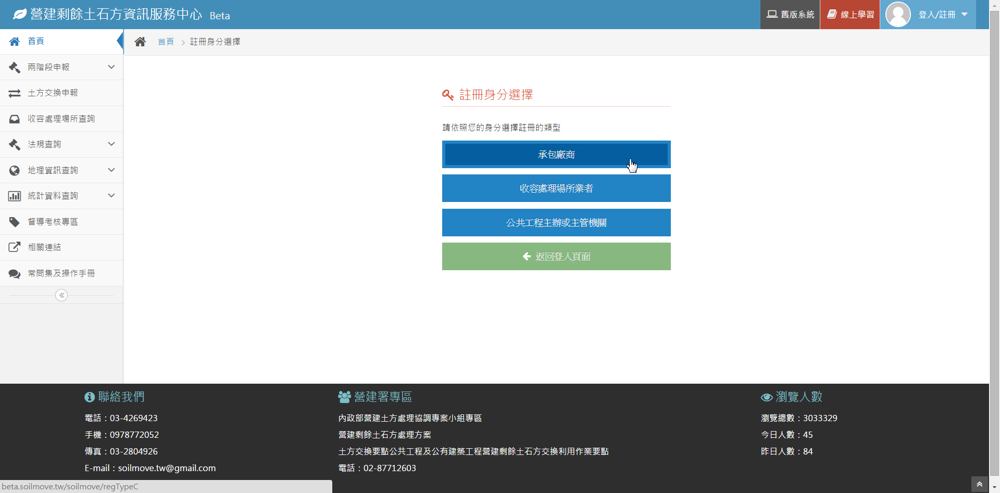 營建剩餘土石方資訊服務中心 Beta
舊版系統
線上學習
登入/註冊
首頁
兩階段申報
土方交換申報
收容處理場所查詢
法規查詢
地理資訊查詢
統計資料查詢
督導考核專區
相關連結
常問集及操作手冊
首頁 > 註冊身分選擇
註冊身分選擇
請依照您的身分選擇註冊的類型
承包廠商
收容處理場所業者
公共工程主辦或主管機關
返回登入頁面
聯絡我們
電話：03-4269423
手機：0978772052
傳真：03-2804926
E-mail：soilmove.tw@gmail.com
營建署專區
內政部營建土方處理協調專案小組專區
營建剩餘土石方處理方案
土方交換要點公共工程及公有建築工程營建剩餘土石方交換利用作業要點
電話：02-87712603
瀏覽人數
瀏覽總數：3033329
今日人數：45
昨日人數：84
beta.soilmove.tw/soilmove/regTypeC